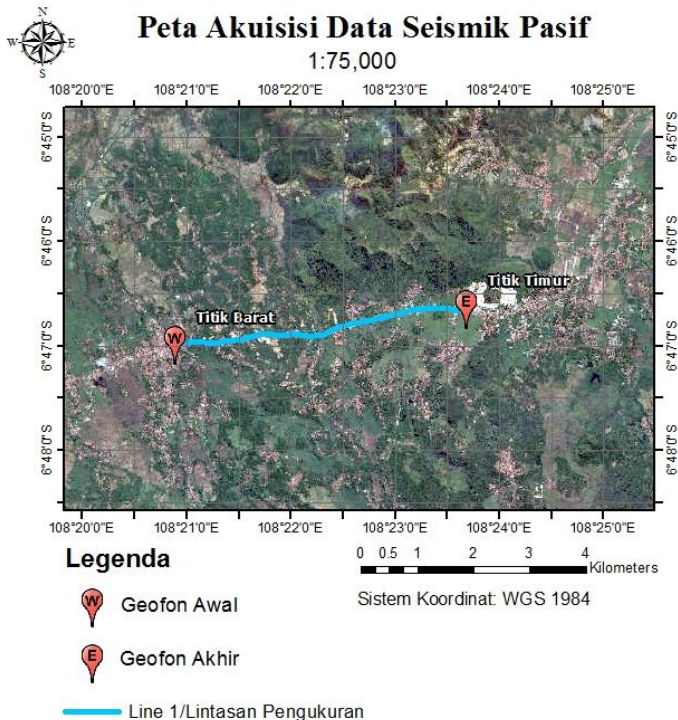 N
W E
S
Peta Akuisisi Data Seismik Pasif
1:75,000
108°20'0"E 108°21'0"E 108°22'0"E 108°23'0"E 108°24'0"E 108°25'0"E
6°45'0"S 6°45'0"S
6°46'0"S 6°46'0"S
Titik Timur
E
Titik Barat
W
6°47'0"S 6°47'0"S
6°48'0"S 6°48'0"S
108°20'0"E 108°21'0"E 108°22'0"E 108°23'0"E 108°24'0"E 108°25'0"E
Legenda
W Geofon Awal
E Geofon Akhir
Line 1/Lintasan Pengukuran
0 0.5 1 2 3 4
Kilometers
Sistem Koordinat: WGS 1984